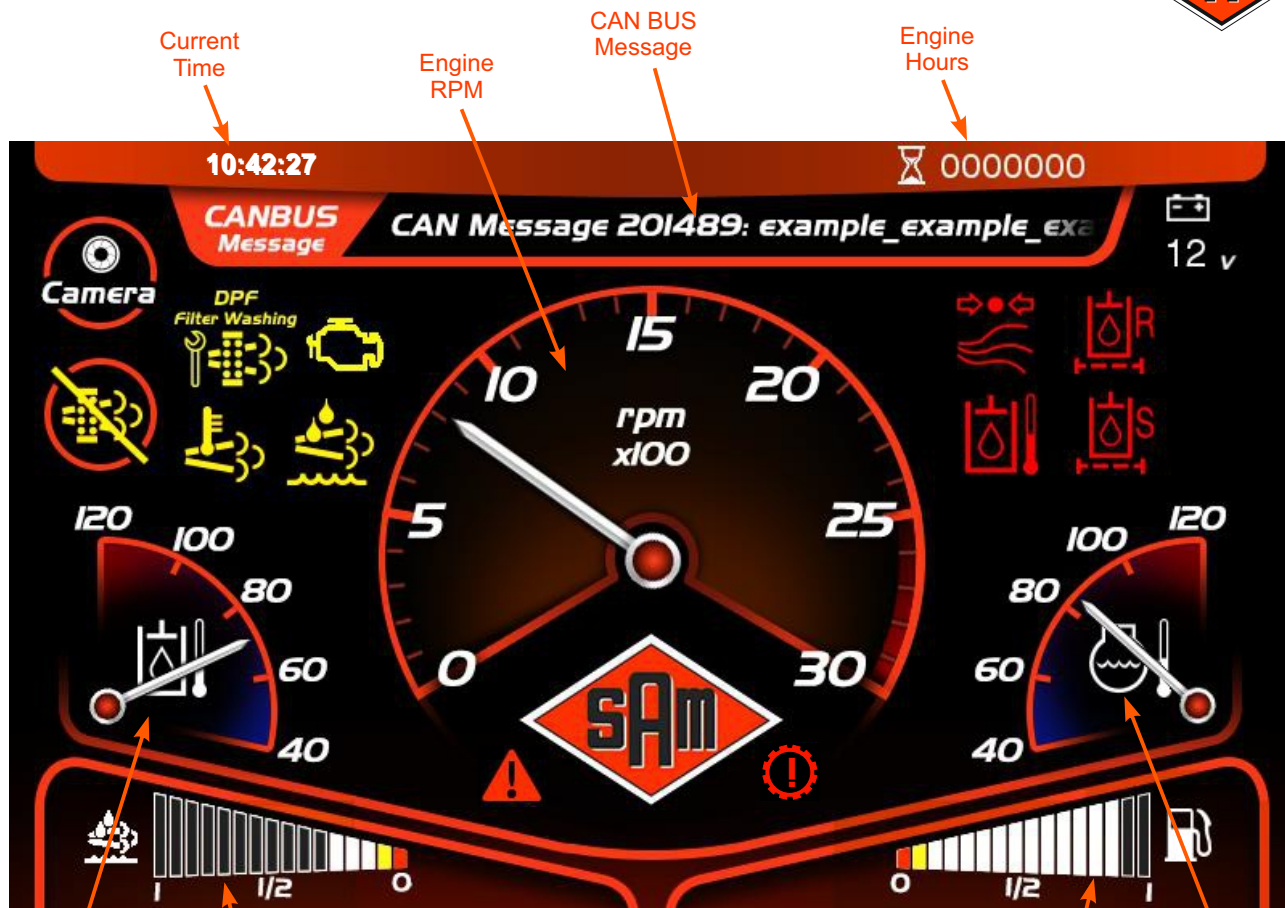 Current
Time
Engine
RPM
CAN BUS
Message
Engine
Hours
10:42:27
0000000
CANBUS
Message
CAN Message 201489: example_example_exa
12 v
Camera
DPF
Filter Washing
R
S
0
5
10
15
20
25
30
rpm
x100
120
100
80
60
40
120
100
80
60
40
SAM
1
1/2
0
0
1/2
1